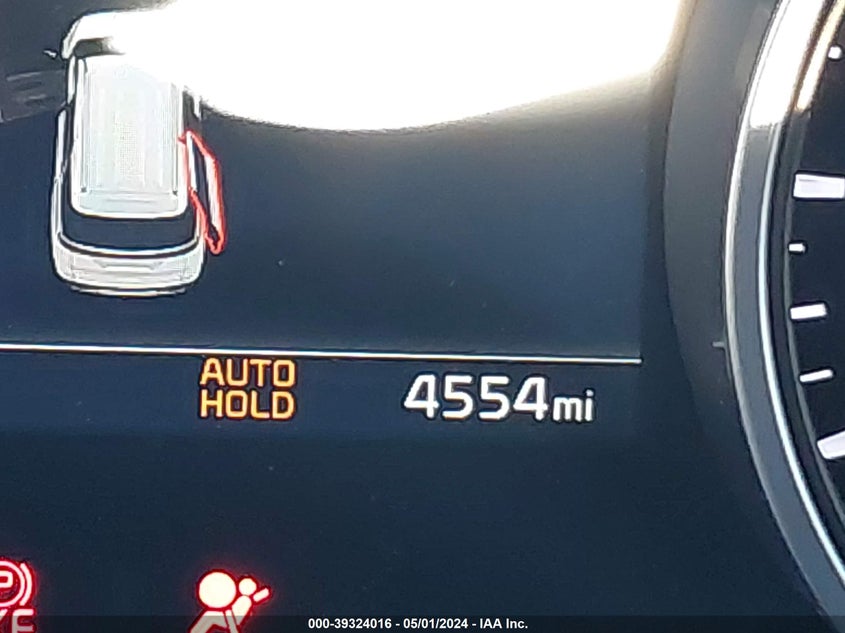 AUTO
HOLD
4554mi
P
000-39324016 - 05/01/2024 - IAA Inc.